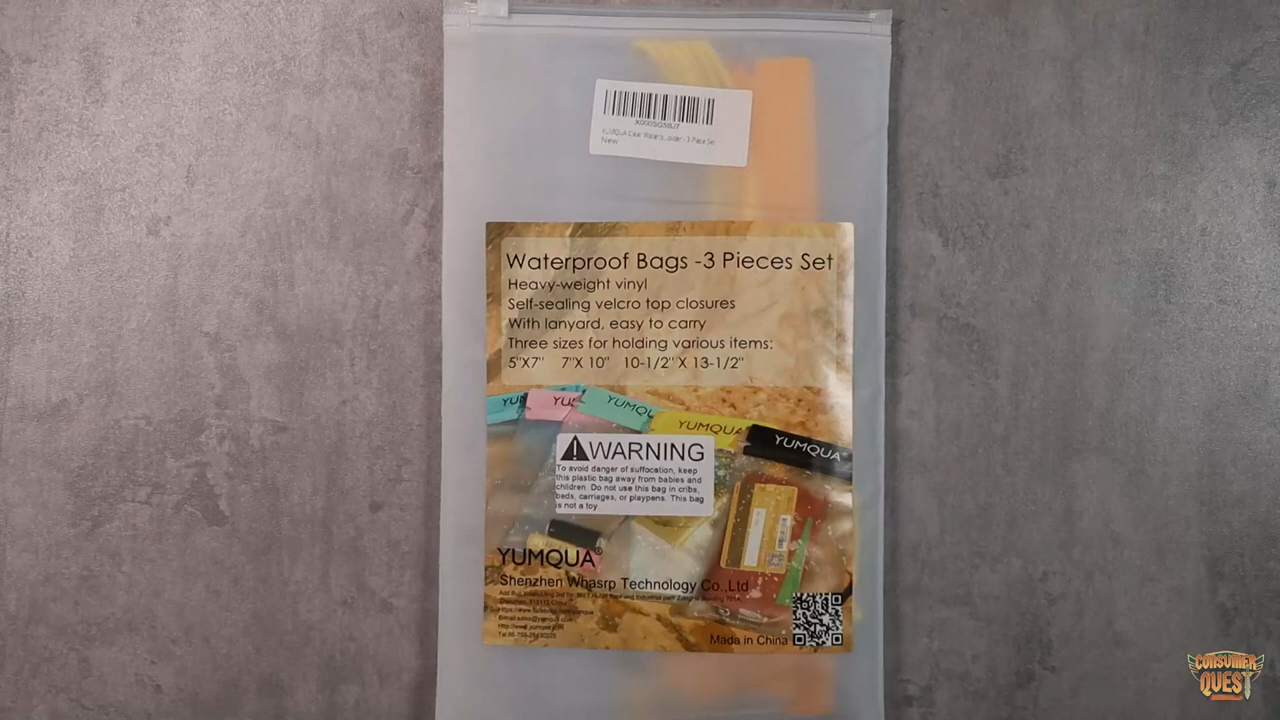 New
Waterproof Bags -3 Pieces Set
Heavy-weight vinyl
Self-sealing velcro top closures
With lanyard, easy to carry
Three sizes for holding various items:
5"X7" 7"X 10" 10-1/2" X 13-1/2"
YUMQU
YUMQUA
YUMQUA
WARNING
To avoid danger of suffocation, keep
this plastic bag away from babies and
children. Do not use this bag in cribs,
beds, carriages, or playpens. This bag
is not a toy
YUMQUA®
Shenzhen Whasrp Technology Co.,Ltd
Made in China
CONSUMER
QUEST